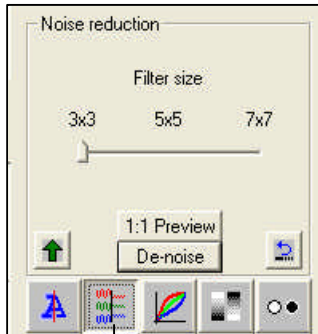 Noise reduction
Filter size
3x3 5x5 7x7
1:1 Preview
De-noise
A